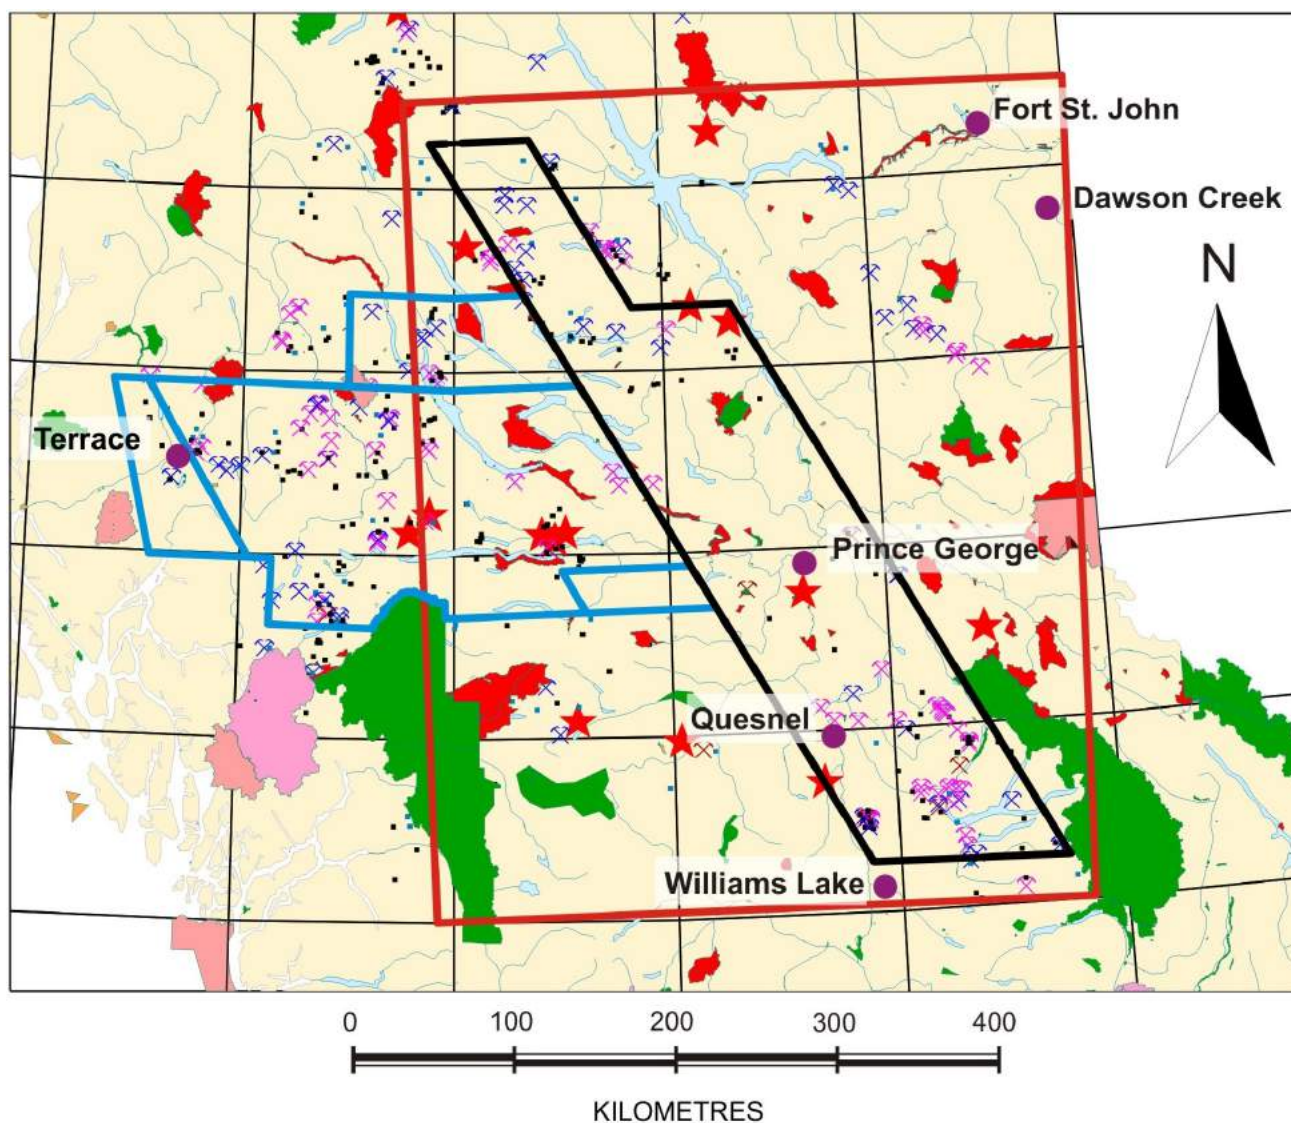 Fort St. John
Dawson Creek
N
Terrace
Prince George
Quesnel
Williams Lake
0 100 200 300 400
KILOMETRES